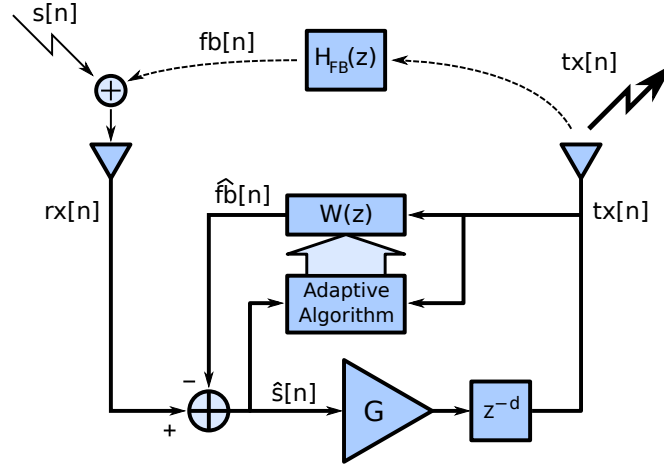 s[n]
fb[n]
H_FB(z)
tx[n]
+
rx[n]
f̂b[n]
W(z)
tx[n]
Adaptive
Algorithm
−
ŝ[n]
+
G
z^−d